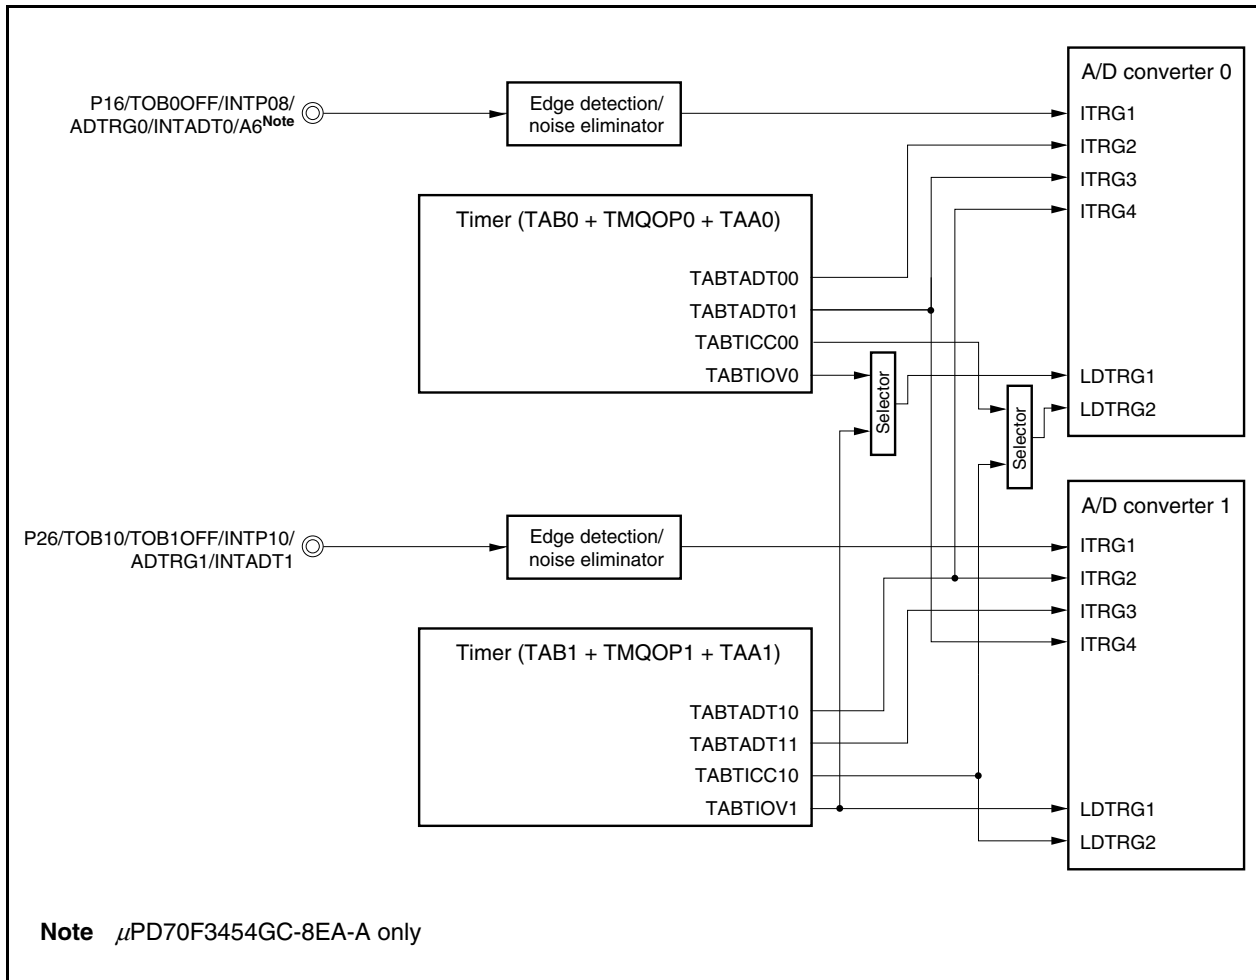 A/D converter 0
P16/TOB0OFF/INTP08/
ADTRG0/INTADT0/A6Note
Edge detection/
noise eliminator
ITRG1
ITRG2
ITRG3
ITRG4
Timer (TAB0 + TMQOP0 + TAA0)
TABTADT00
TABTADT01
TABTICC00
TABTIOV0
Selector
LDTRG1
LDTRG2
Selector
A/D converter 1
P26/TOB10/TOB1OFF/INTP10/
ADTRG1/INTADT1
Edge detection/
noise eliminator
ITRG1
ITRG2
ITRG3
ITRG4
Timer (TAB1 + TMQOP1 + TAA1)
TABTADT10
TABTADT11
TABTICC10
TABTIOV1
LDTRG1
LDTRG2
Note μPD70F3454GC-8EA-A only